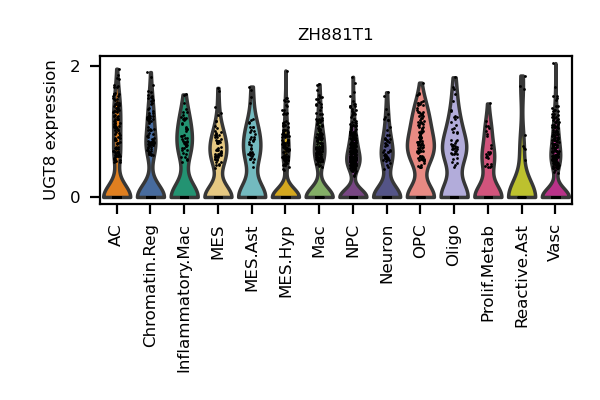 ZH881T1
UGT8 expression
2
0
AC
Chromatin.Reg
Inflammatory.Mac
MES
MES.Ast
MES.Hyp
Mac
NPC
Neuron
OPC
Oligo
Prolif.Metab
Reactive.Ast
Vasc